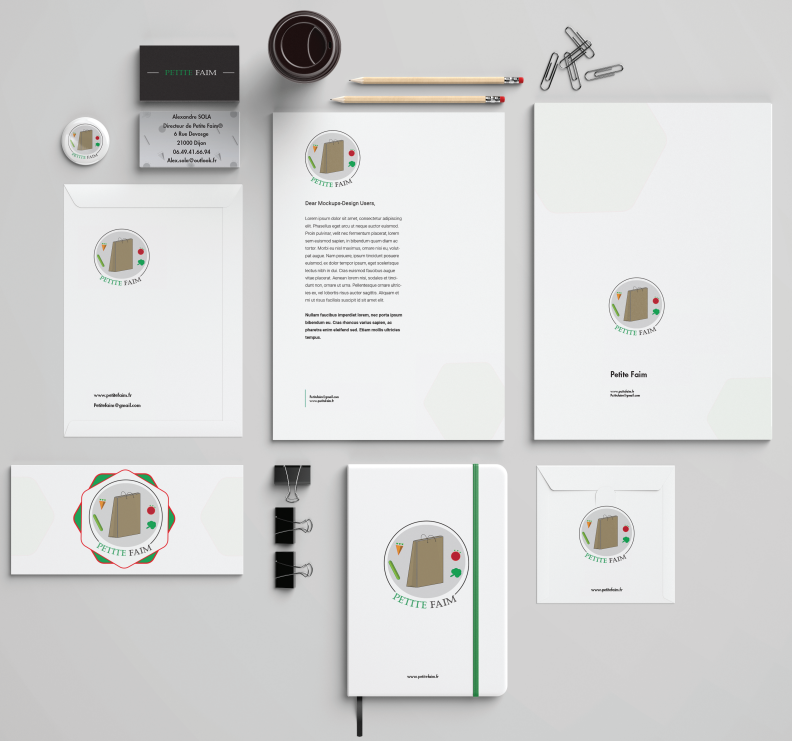 PETITE FAIM
Alexandre SOLA
Directeur de Petite Faim©
6 Rue Devosge
21000 Dijon
06.49.41.66.94
Alex.sola@outlook.fr
PETITE FAIM
PETITE FAIM
www.petitefaim.fr
Petitefaim@gmail.com
PETITE FAIM
Dear Mockups-Design Users,
Lorem ipsum dolor sit amet, consectetur adipiscing
elit. Phasellus eget arcu ut neque auctor euismod.
Proin pulvinar, velit nec fermentum placerat, lorem
sem euismod sapien, in bibendum quam diam ac
tortor. Morbi eu nisl maximus, ornare nisi eu, volut-
pat augue. Nam posuere, ipsum tincidunt posuere
euismod, ex dolor tempor ipsum, eget scelerisque
lectus nibh in dui. Cras euismod faucibus augue
vitae placerat. Aenean lorem nisi, sodales et tinci-
dunt non, ornare ut urna. Pellentesque ornare ultric-
ies ex, vel lobortis risus auctor sagittis. Aliquam et
mi ut risus facilisis suscipit id sit amet elit.
Nullam faucibus imperdiet lorem, nec porta ipsum
bibendum eu. Cras rhoncus varius sapien, ac
pharetra enim eleifend sed. Etiam mollis ultricies
tempus.
Petitefaim@gmail.com
www.petitefaim.fr
PETITE FAIM
Petite Faim
www.petitefaim.fr
Petitefaim@gmail.com
PETITE FAIM
PETITE FAIM
www.petitefaim.fr
PETITE FAIM
www.petitefaim.fr